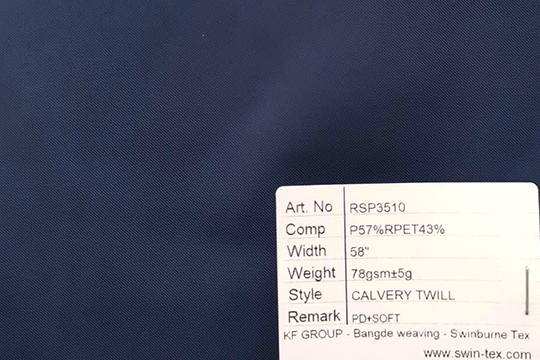 Art. No RSP3510
Comp P57%RPET43%
Width 58"
Weight 78gsm±5g
Style CALVERY TWILL
Remark PD+SOFT
KF GROUP - Bangde weaving - Swinburne Tex
www.swin-tex.com